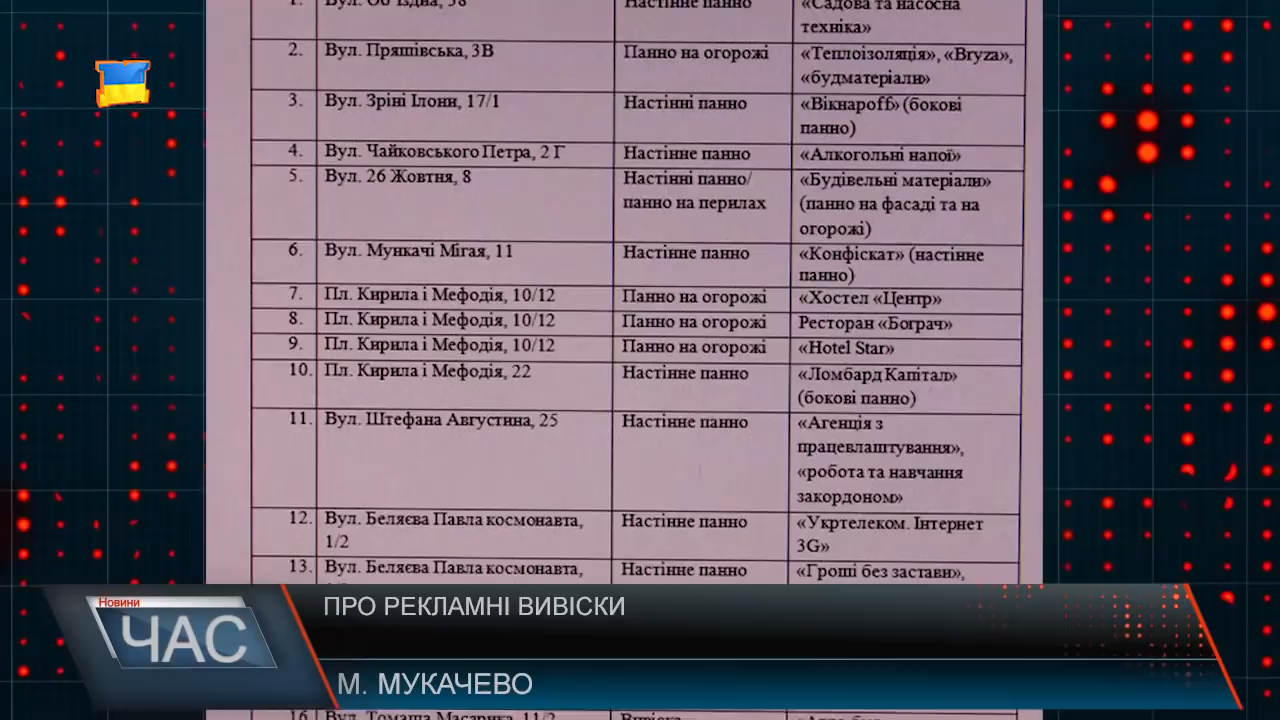 1. Вул. Об'їзна, 38 Настінне панно «Садова та насосна
техніка»
2. Вул. Пряшівська, 3В Панно на огорожі «Теплоізоляція», «Bryza»,
«будматеріали»
3. Вул. Зріні Ілони, 17/1 Настінні панно «Вікнароff» (бокові
панно)
4. Вул. Чайковського Петра, 2 Г Настінне панно «Алкогольні напої»
5. Вул. 26 Жовтня, 8 Настінні панно/ «Будівельні матеріали»
панно на перилах (панно на фасаді та на
огорожі)
6. Вул. Мункачі Мігая, 11 Настінне панно «Конфіскат» (настінне
панно)
7. Пл. Кирила і Мефодія, 10/12 Панно на огорожі «Хостел «Центр»
8. Пл. Кирила і Мефодія, 10/12 Панно на огорожі Ресторан «Бограч»
9. Пл. Кирила і Мефодія, 10/12 Панно на огорожі «Hotel Star»
10. Пл. Кирила і Мефодія, 22 Настінне панно «Ломбард Капітал»
(бокові панно)
11. Вул. Штефана Августина, 25 Настінне панно «Агенція з
працевлаштування»,
«робота та навчання
закордоном»
12. Вул. Беляєва Павла космонавта, Настінне панно «Укртелеком. Інтернет
1/2 3G»
13. Вул. Беляєва Павла космонавта, Настінне панно «Гроші без застави»,
Новини
ЧАС
ПРО РЕКЛАМНІ ВИВІСКИ
М. МУКАЧЕВО
16. Вул. Томаша Масарика, 11/2 Вивіска